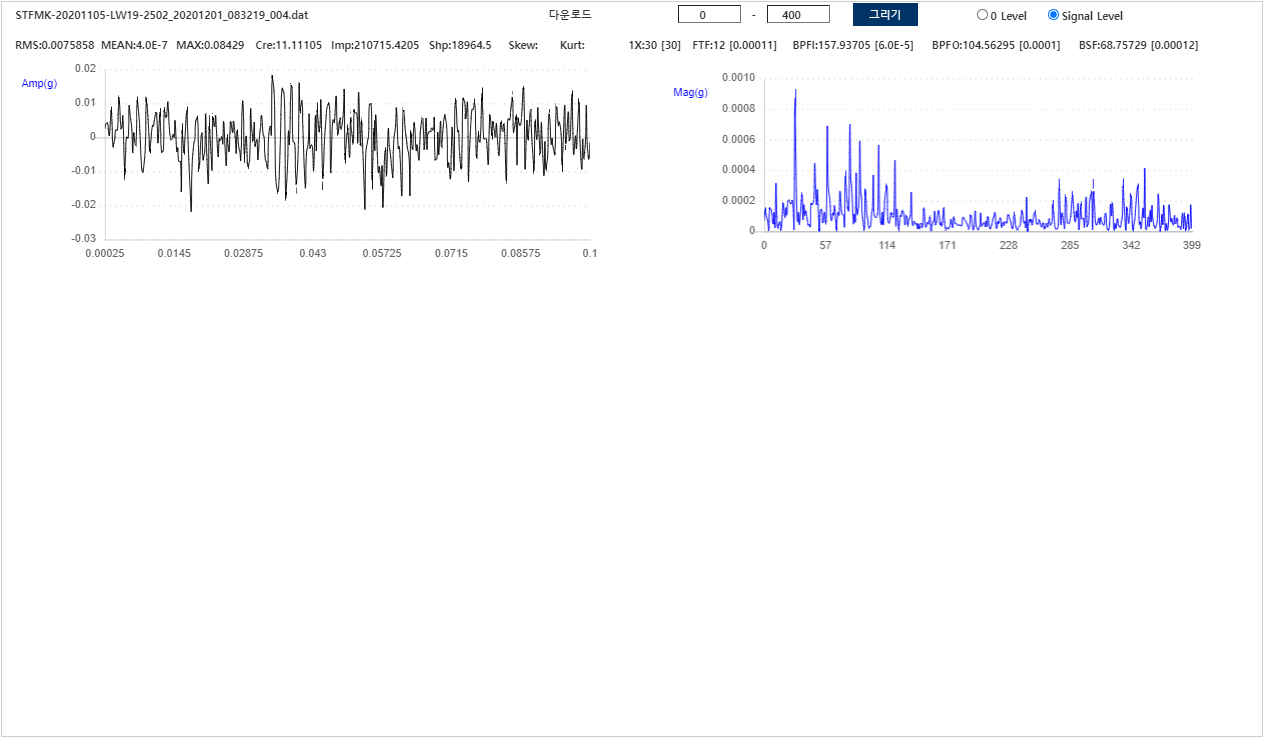 STFMK-20201105-LW19-2502_20201201_083219_004.dat 다운로드 0 - 400 그리기 0 Level Signal Level
RMS:0.0075858 MEAN:4.0E-7 MAX:0.08429 Cre:11.11105 Imp:210715.4205 Shp:18964.5 Skew: Kurt: 1X:30 [30] FTF:12 [0.00011] BPFI:157.93705 [6.0E-5] BPFO:104.56295 [0.0001] BSF:68.75729 [0.00012]
Amp(g)
0.02
0.01
0
-0.01
-0.02
-0.03
0.00025 0.0145 0.02875 0.043 0.05725 0.0715 0.08575 0.1
Mag(g)
0.0010
0.0008
0.0006
0.0004
0.0002
0
0 57 114 171 228 285 342 399